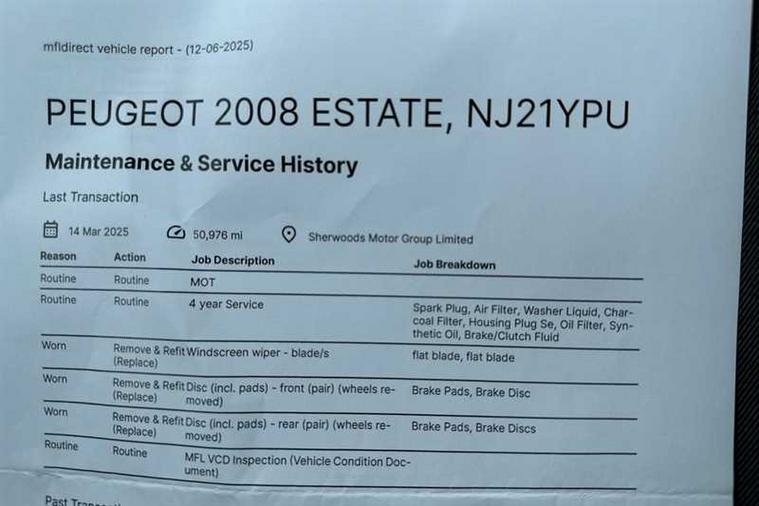 mfldirect vehicle report - (12-06-2025)
PEUGEOT 2008 ESTATE, NJ21YPU
Maintenance & Service History
Last Transaction
14 Mar 2025 50,976 mi Sherwoods Motor Group Limited
Reason Action Job Description Job Breakdown
Routine Routine MOT
Routine Routine 4 year Service Spark Plug, Air Filter, Washer Liquid, Char-
coal Filter, Housing Plug Se, Oil Filter, Syn-
thetic Oil, Brake/Clutch Fluid
Worn Remove & Refit Windscreen wiper - blade/s flat blade, flat blade
(Replace)
Worn Remove & Refit Disc (incl. pads) - front (pair) (wheels re- Brake Pads, Brake Disc
(Replace) moved)
Worn Remove & Refit Disc (incl. pads) - rear (pair) (wheels re- Brake Pads, Brake Discs
(Replace) moved)
Routine Routine MFL VCD Inspection (Vehicle Condition Doc-
ument)
Past